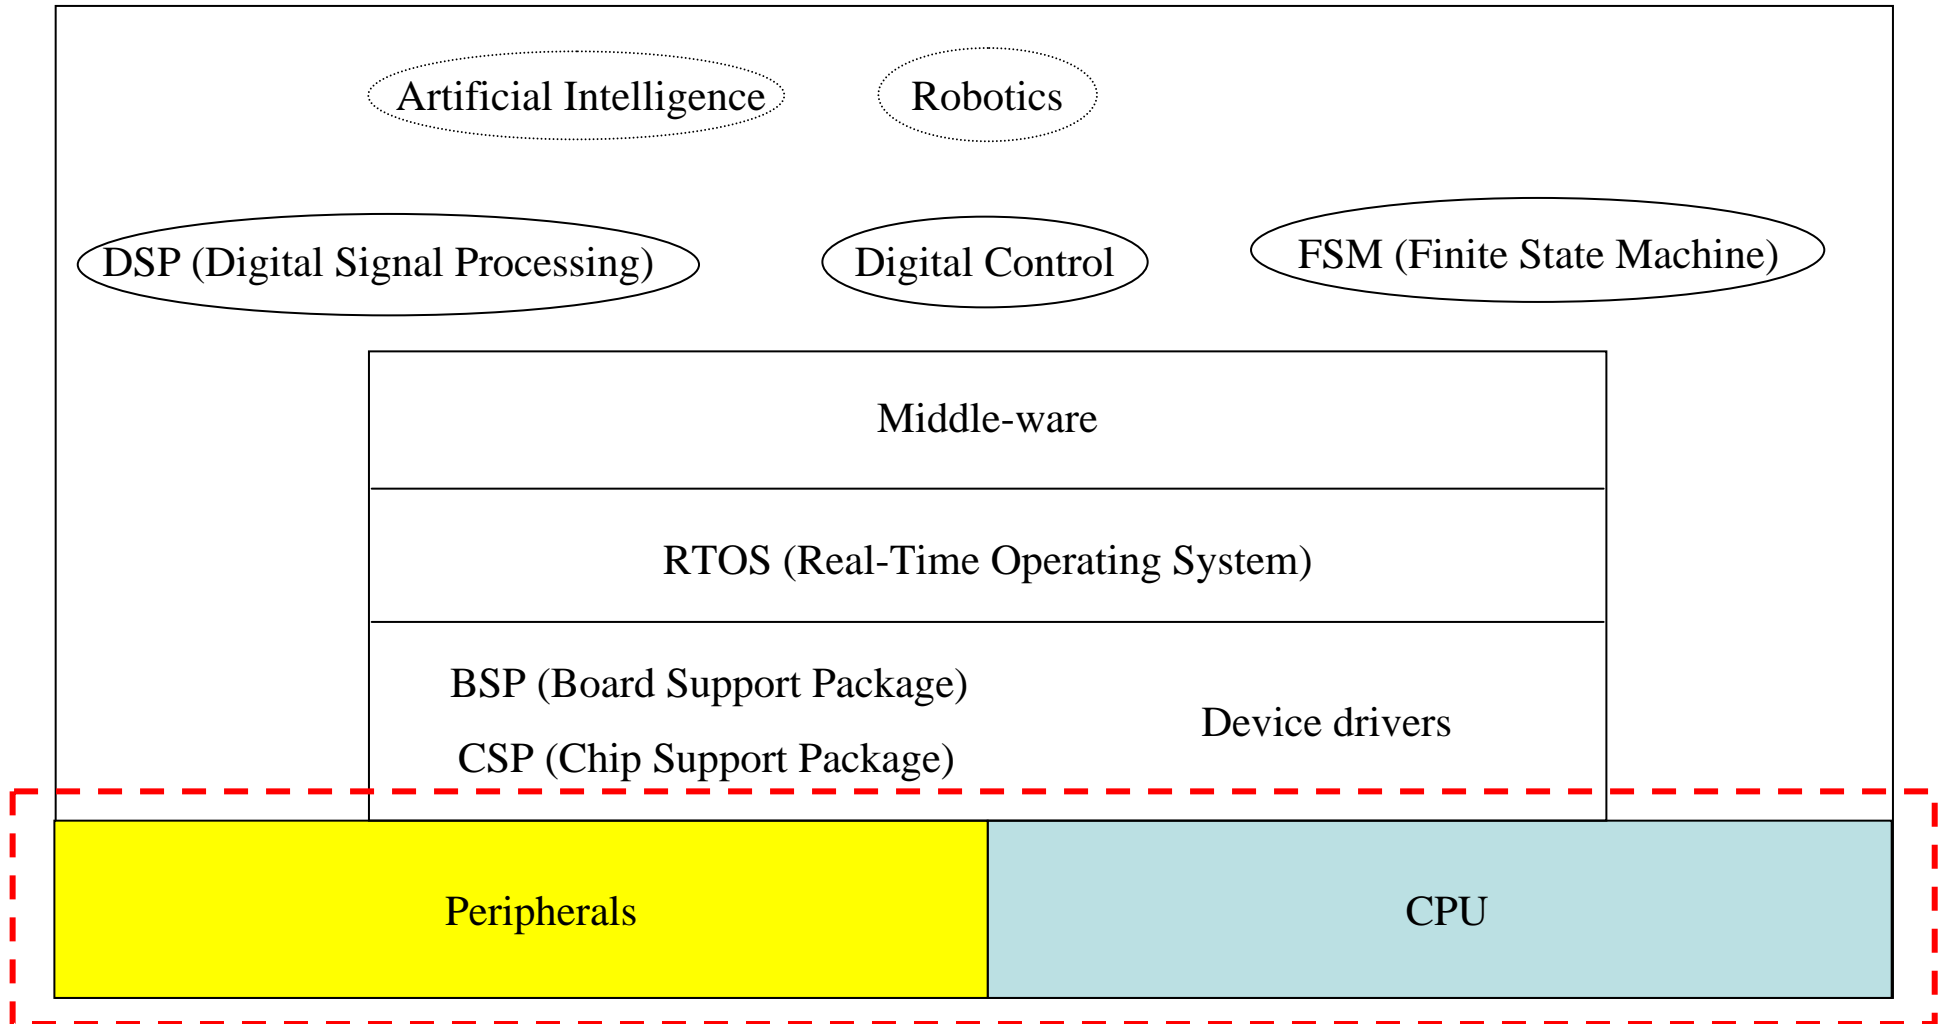 Artificial Intelligence
Robotics
DSP (Digital Signal Processing)
Digital Control
FSM (Finite State Machine)
Middle-ware
RTOS (Real-Time Operating System)
BSP (Board Support Package)
Device drivers
CSP (Chip Support Package)
Peripherals
CPU